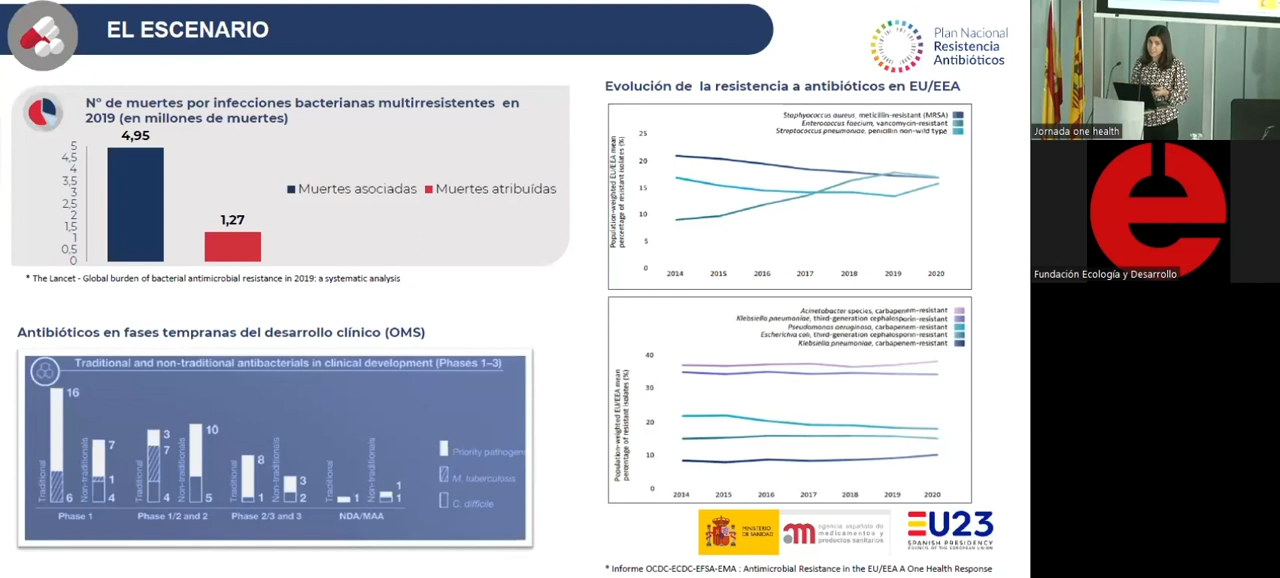 EL ESCENARIO
Plan Nacional
Resistencia
Antibióticos
Nº de muertes por infecciones bacterianas multirresistentes en
2019 (en millones de muertes)
4,95
5
4,5
4
3,5
3
2,5
2
1,5
1
0,5
0
1,27
Muertes asociadas
Muertes atribuídas
* The Lancet - Global burden of bacterial antimicrobial resistance in 2019: a systematic analysis
Antibióticos en fases tempranas del desarrollo clínico (OMS)
Traditional and non-traditional antibacterials in clinical development (Phases 1–3)
16
6
7
1
4
3
7
4
10
5
8
1
3
2
1
1
1
Traditional
Non-traditionals
Traditional
Non-traditionals
Traditional
Non-traditionals
Traditional
Non-traditionals
Phase 1
Phase 1/2 and 2
Phase 2/3 and 3
NDA/MAA
Priority pathogen
M. tuberculosis
C. difficile
Evolución de la resistencia a antibióticos en EU/EEA
Staphyococcus aureus, meticillin-resistant (MRSA)
Enterococcus faecium, vancomycin-resistant
Streptococcus pneumoniae, penicillin non-wild type
Population-weighted EU/EEA mean
percentage of resistant isolates (%)
25
20
15
10
5
0
2014 2015 2016 2017 2018 2019 2020
Acinetobacter species, carbapenem-resistant
Klebsiella pneumoniae, third-generation cephalosporin-resistant
Pseudomonas aeruginosa, carbapenem-resistant
Escherichia coli, third-generation cephalosporin-resistant
Klebsiella pneumoniae, carbapenem-resistant
Population-weighted EU/EEA mean
percentage of resistant isolates (%)
40
30
20
10
0
2014 2015 2016 2017 2018 2019 2020
MINISTERIO
DE SANIDAD
am
agencia española de
medicamentos y
productos sanitarios
EU23
SPANISH PRESIDENCY
COUNCIL OF THE EUROPEAN UNION
* Informe OCDC-ECDC-EFSA-EMA : Antimicrobial Resistance in the EU/EEA A One Health Response
Jornada one health
e
Fundación Ecología y Desarrollo